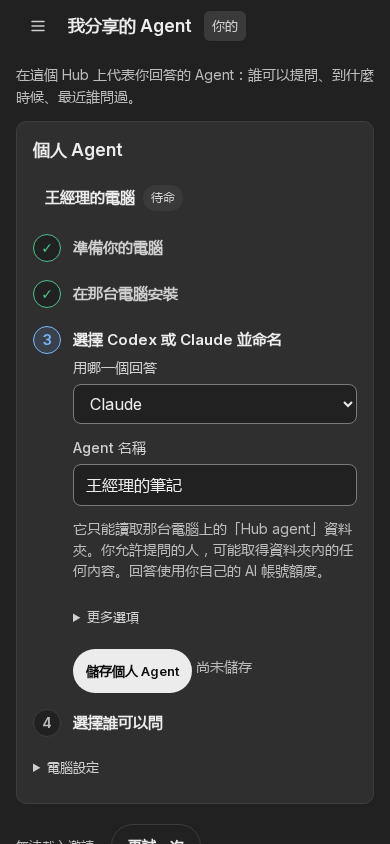 我分享的 Agent 你的
在這個 Hub 上代表你回答的 Agent：誰可以提問、到什麼
時候、最近誰問過。
個人 Agent
王經理的電腦 待命
✓ 準備你的電腦
✓ 在那台電腦安裝
3 選擇 Codex 或 Claude 並命名
用哪一個回答
Claude
Agent 名稱
王經理的筆記
它只能讀取那台電腦上的「Hub agent」資料
夾。你允許提問的人，可能取得資料夾內的任
何內容。回答使用你自己的 AI 帳號額度。
更多選項
儲存個人 Agent 尚未儲存
4 選擇誰可以問
電腦設定